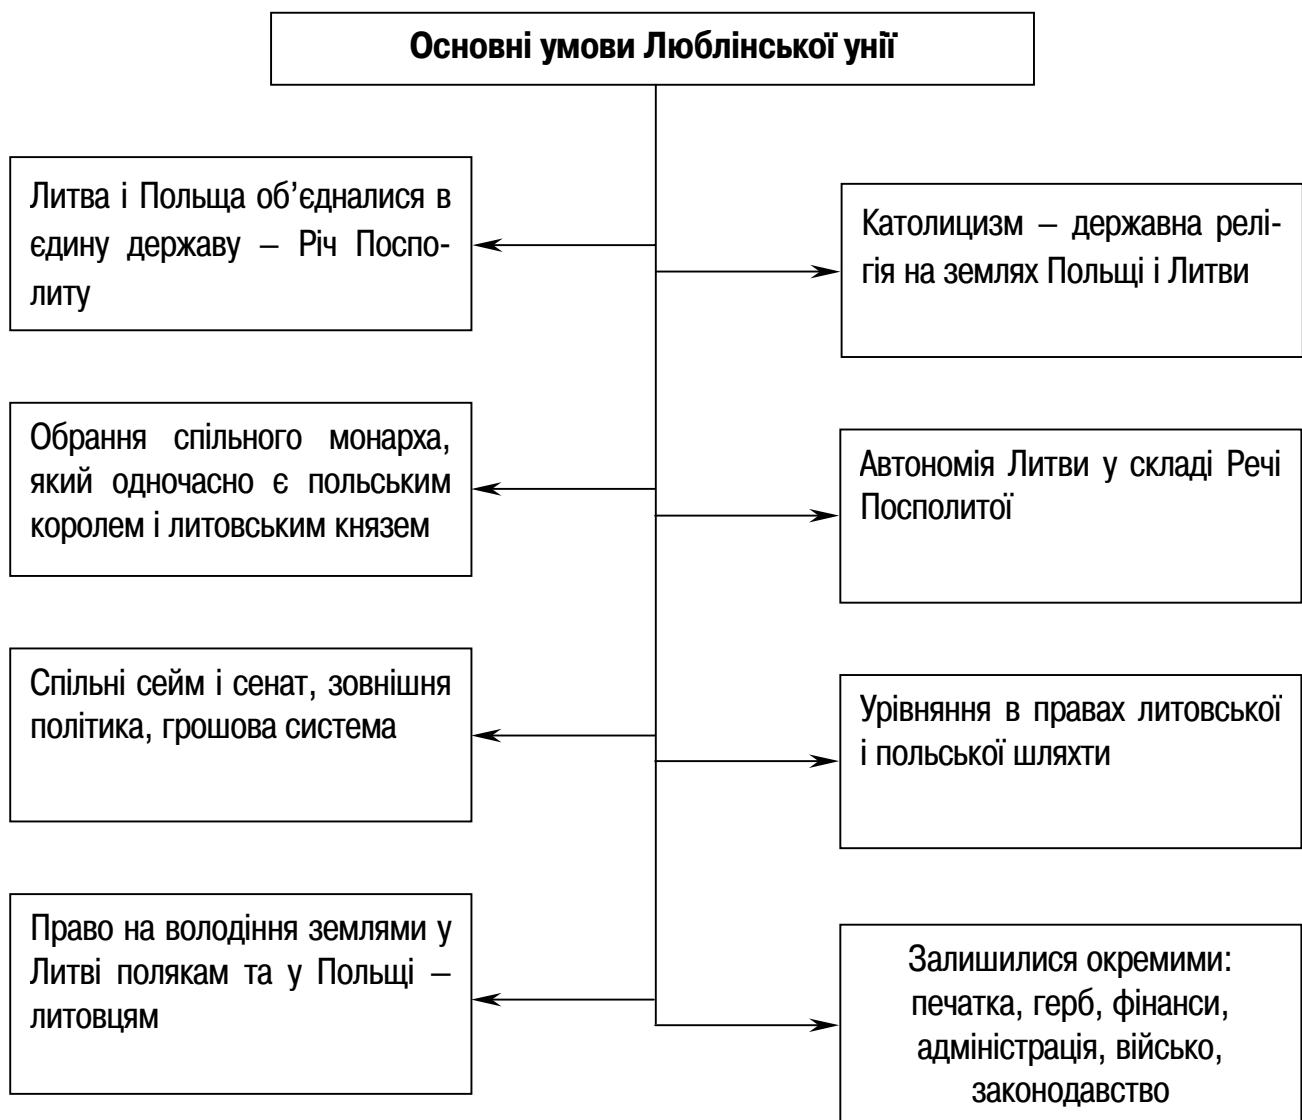 Основні умови Люблінської унії
Литва і Польща об’єдналися в
єдину державу – Річ Поспо-
литу
Католицизм – державна релі-
гія на землях Польщі і Литви
Обрання спільного монарха,
який одночасно є польським
королем і литовським князем
Автономія Литви у складі Речі
Посполитої
Спільні сейм і сенат, зовнішня
політика, грошова система
Урівняння в правах литовської
і польської шляхти
Право на володіння землями у
Литві полякам та у Польщі –
литовцям
Залишилися окремими:
печатка, герб, фінанси,
адміністрація, військо,
законодавство